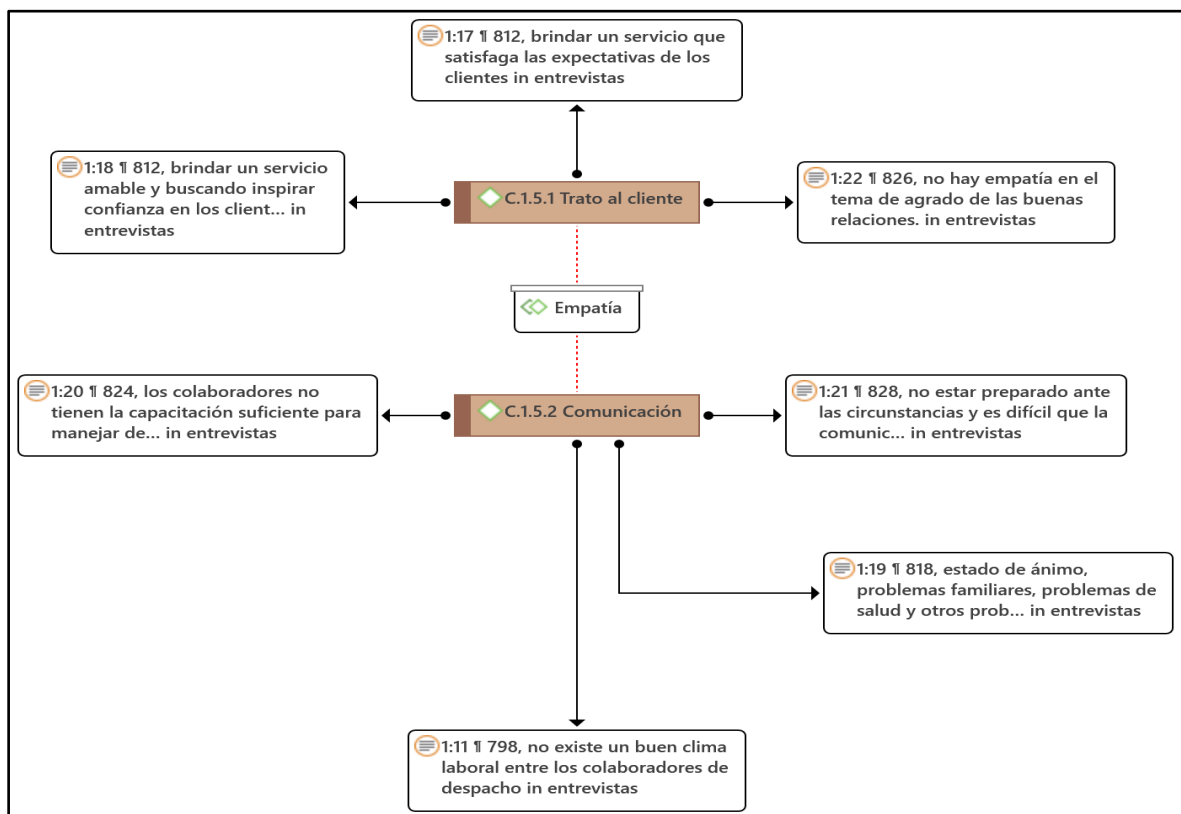 1:17 ¶ 812, brindar un servicio que
satisfaga las expectativas de los
clientes in entrevistas
1:18 ¶ 812, brindar un servicio
amable y buscando inspirar
confianza en los client... in
entrevistas
C.1.5.1 Trato al cliente
1:22 ¶ 826, no hay empatía en el
tema de agrado de las buenas
relaciones. in entrevistas
Empatía
1:20 ¶ 824, los colaboradores no
tienen la capacitación suficiente para
manejar de... in entrevistas
C.1.5.2 Comunicación
1:21 ¶ 828, no estar preparado ante
las circunstancias y es difícil que la
comunic... in entrevistas
1:19 ¶ 818, estado de ánimo,
problemas familiares, problemas de
salud y otros prob... in entrevistas
1:11 ¶ 798, no existe un buen clima
laboral entre los colaboradores de
despacho in entrevistas